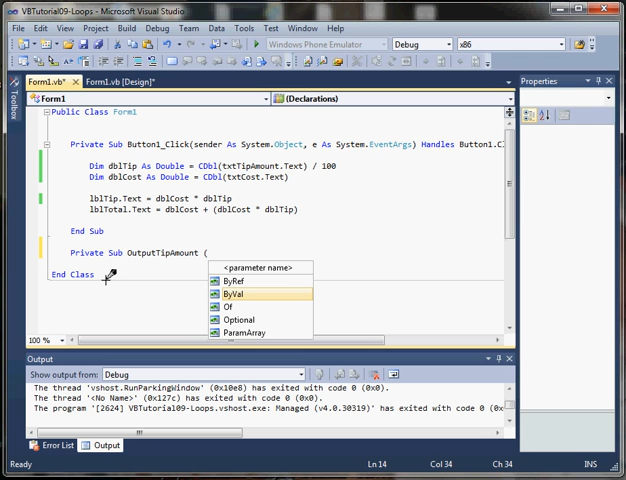 VBTutorial09-Loops - Microsoft Visual Studio
File Edit View Project Build Debug Team Data Tools Test Window Help
Windows Phone Emulator Debug x86
Form1.vb* Form1.vb [Design]*
Toolbox
Form1 (Declarations)
Public Class Form1
Private Sub Button1_Click(sender As System.Object, e As System.EventArgs) Handles Button1.Cl
Dim dblTip As Double = CDbl(txtTipAmount.Text) / 100
Dim dblCost As Double = CDbl(txtCost.Text)
lblTip.Text = dblCost * dblTip
lblTotal.Text = dblCost + (dblCost * dblTip)
End Sub
Private Sub OutputTipAmount (
<parameter name>
ByRef
ByVal
Of
Optional
ParamArray
End Class
100 %
Properties
Output
Show output from: Debug
The thread 'vshost.RunParkingWindow' (0x10e8) has exited with code 0 (0x0).
The thread '<No Name>' (0x127c) has exited with code 0 (0x0).
The program '[2624] VBTutorial09-Loops.vshost.exe: Managed (v4.0.30319)' has exited with code 0 (0x
Error List Output
Ready Ln 14 Col 34 Ch 34 INS